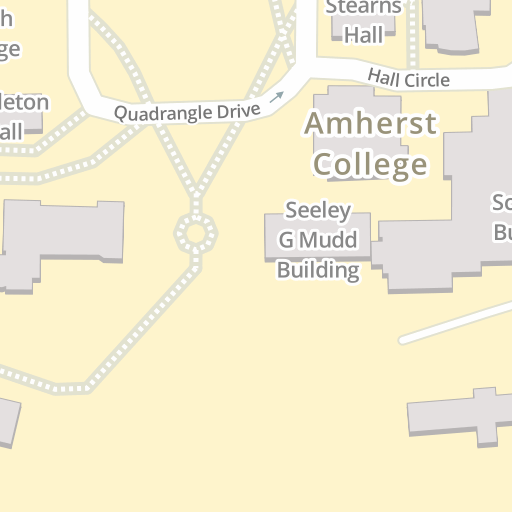 Stearns
Hall
Hall Circle
Quadrangle Drive
Amherst
College
Seeley
G Mudd
Building